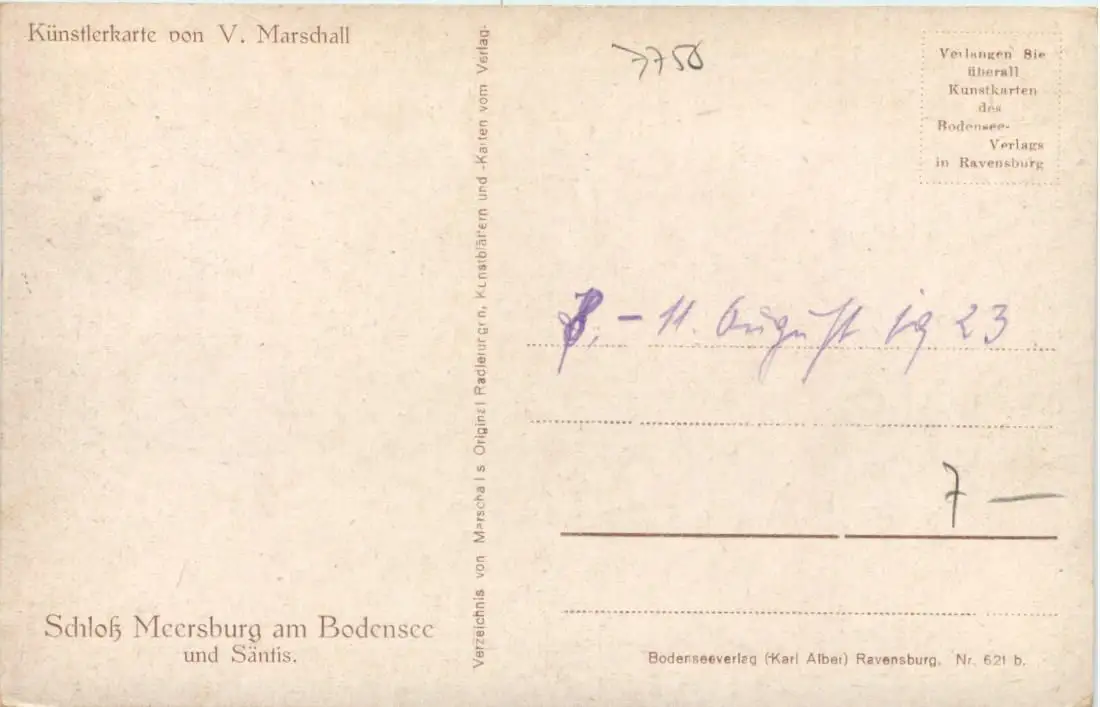 Künstlerkarte von V. Marschall
7750
Verlangen Sie
überall
Kunstkarten
des
Bodensee-
Verlags
in Ravensburg
Verzeichnis von Marschalls Original Radierungen, Kunstblättern und -Karten vom Verlag.
– 11. August 1923
7 —
Schloß Meersburg am Bodensee
und Säntis.
Bodenseeverlag (Karl Alber) Ravensburg. Nr. 621 b.